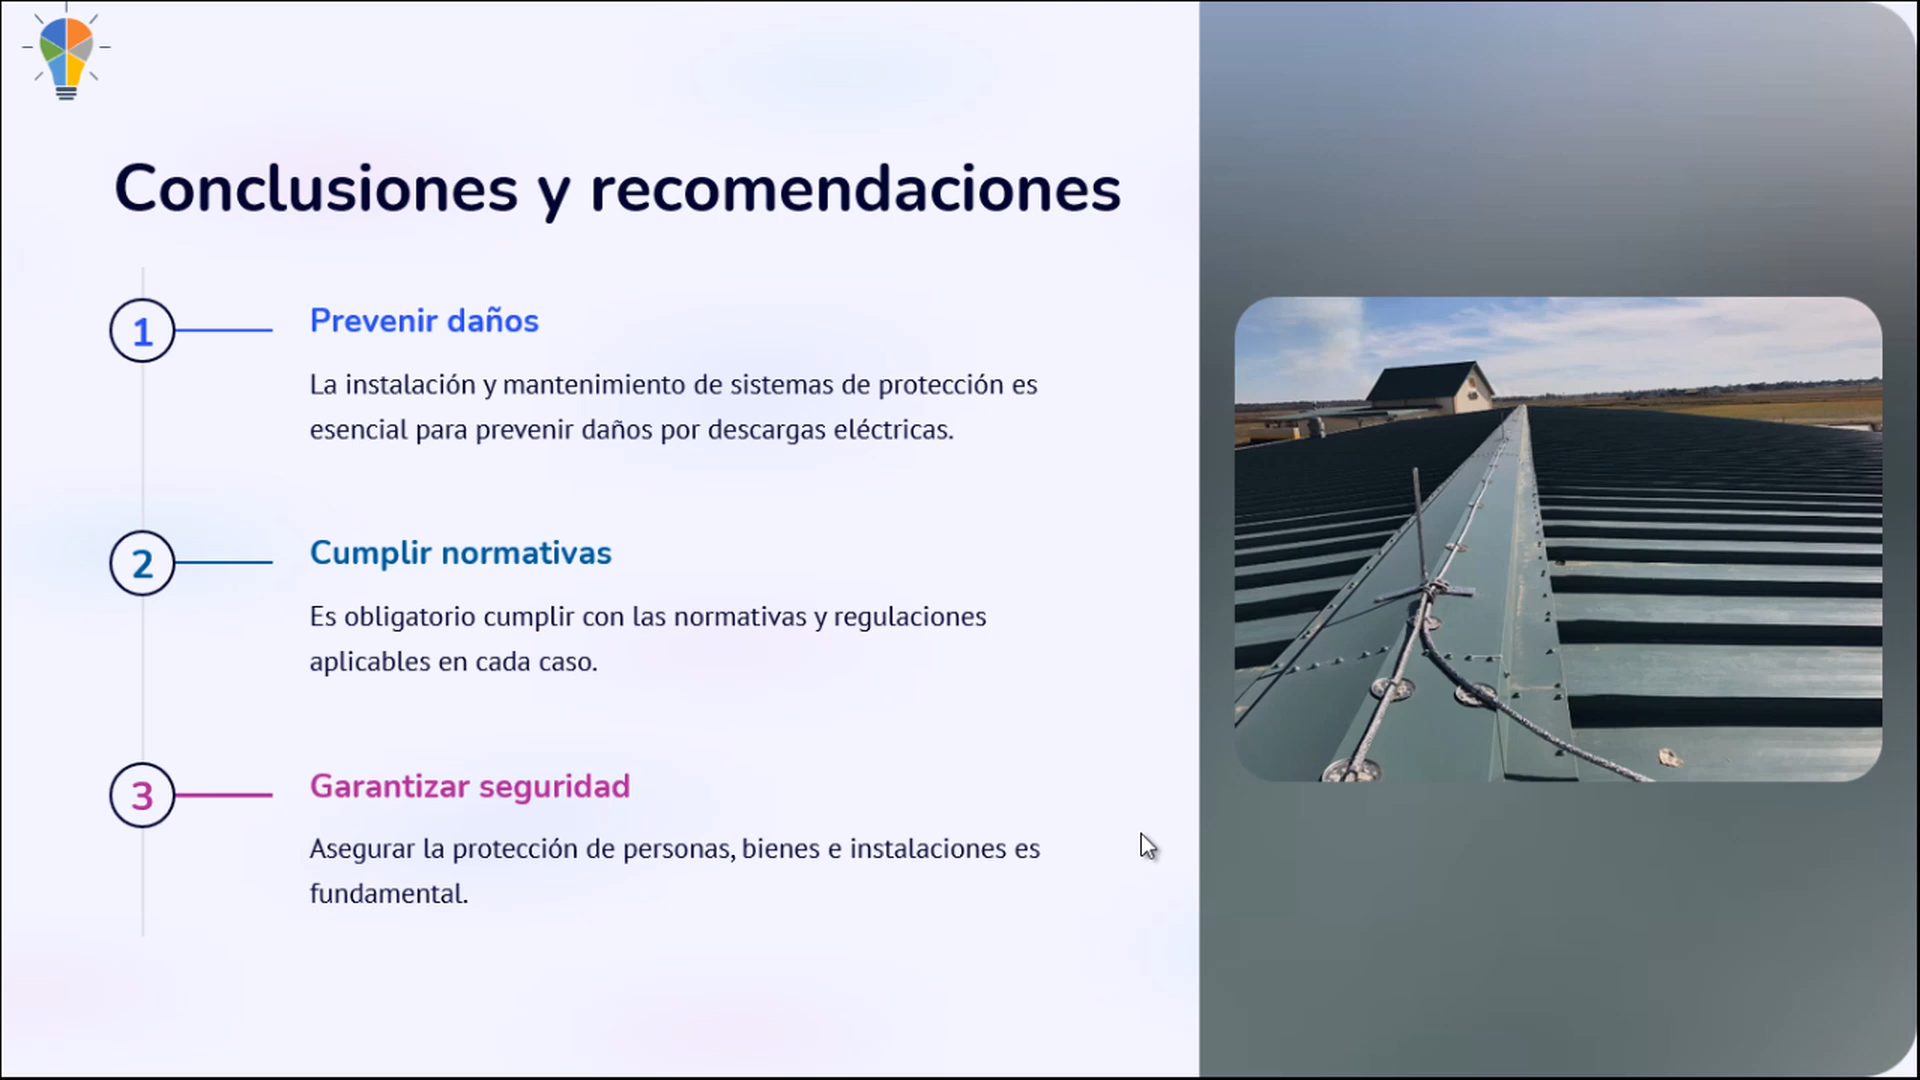 Conclusiones y recomendaciones
1
Prevenir daños
La instalación y mantenimiento de sistemas de protección es
esencial para prevenir daños por descargas eléctricas.
2
Cumplir normativas
Es obligatorio cumplir con las normativas y regulaciones
aplicables en cada caso.
3
Garantizar seguridad
Asegurar la protección de personas, bienes e instalaciones es
fundamental.